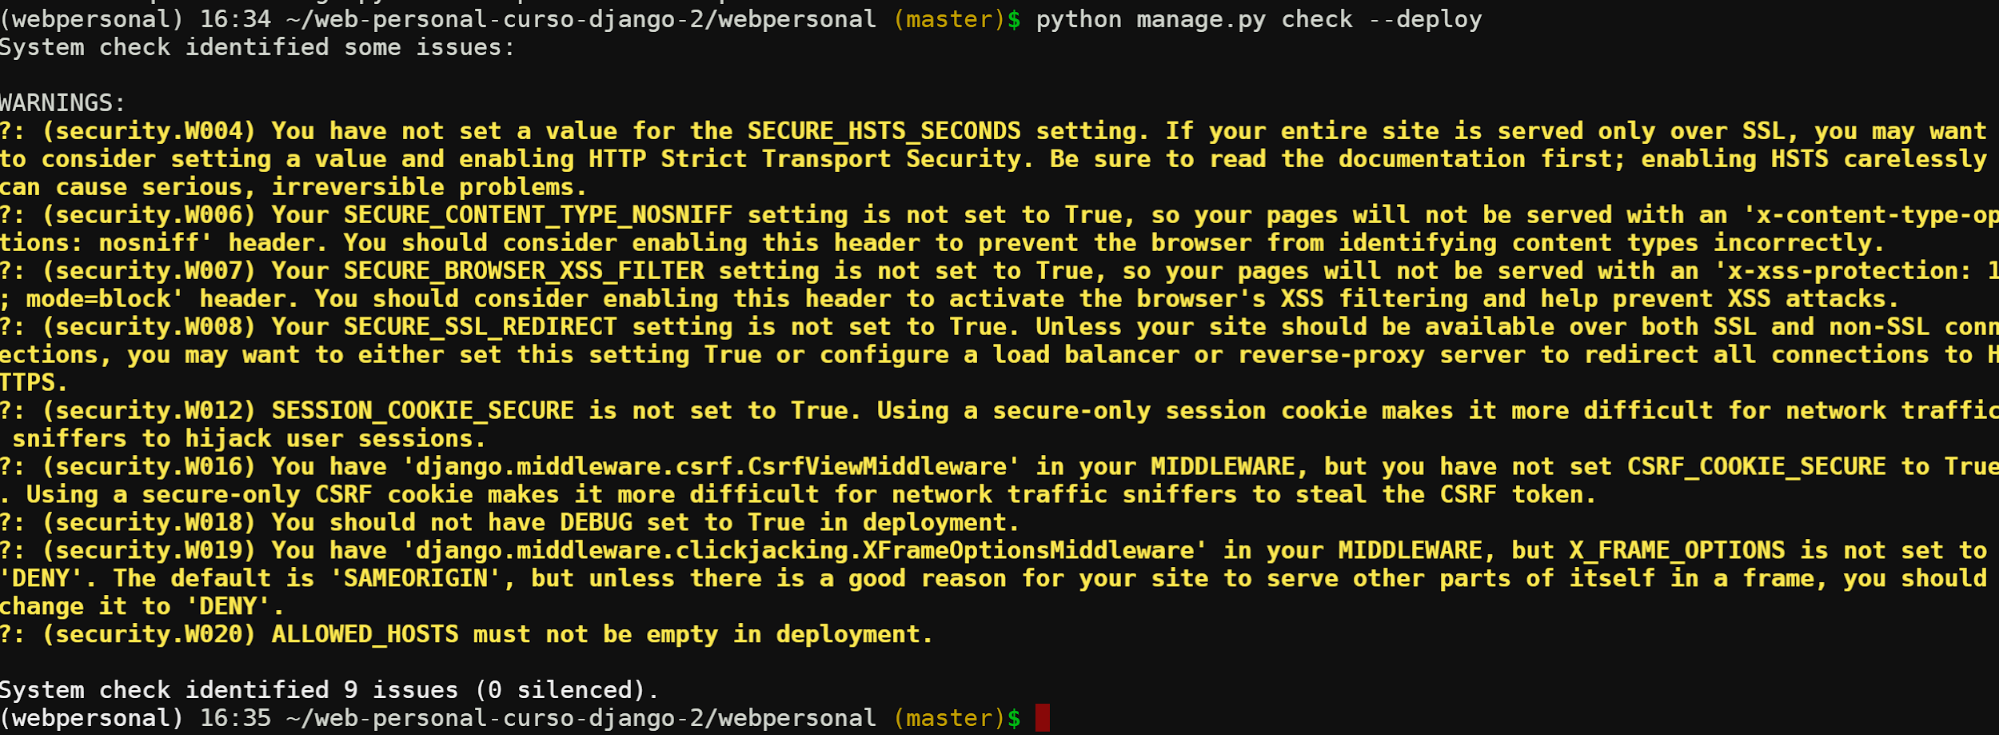 (webpersonal) 16:34 ~/web-personal-curso-django-2/webpersonal (master)$ python manage.py check --deploy
System check identified some issues:
WARNINGS:
?: (security.W004) You have not set a value for the SECURE_HSTS_SECONDS setting. If your entire site is served only over SSL, you may want
to consider setting a value and enabling HTTP Strict Transport Security. Be sure to read the documentation first; enabling HSTS carelessly
can cause serious, irreversible problems.
?: (security.W006) Your SECURE_CONTENT_TYPE_NOSNIFF setting is not set to True, so your pages will not be served with an 'x-content-type-op
tions: nosniff' header. You should consider enabling this header to prevent the browser from identifying content types incorrectly.
?: (security.W007) Your SECURE_BROWSER_XSS_FILTER setting is not set to True, so your pages will not be served with an 'x-xss-protection: 1
; mode=block' header. You should consider enabling this header to activate the browser's XSS filtering and help prevent XSS attacks.
?: (security.W008) Your SECURE_SSL_REDIRECT setting is not set to True. Unless your site should be available over both SSL and non-SSL conn
ections, you may want to either set this setting True or configure a load balancer or reverse-proxy server to redirect all connections to H
TTPS.
?: (security.W012) SESSION_COOKIE_SECURE is not set to True. Using a secure-only session cookie makes it more difficult for network traffic
sniffers to hijack user sessions.
?: (security.W016) You have 'django.middleware.csrf.CsrfViewMiddleware' in your MIDDLEWARE, but you have not set CSRF_COOKIE_SECURE to True
. Using a secure-only CSRF cookie makes it more difficult for network traffic sniffers to steal the CSRF token.
?: (security.W018) You should not have DEBUG set to True in deployment.
?: (security.W019) You have 'django.middleware.clickjacking.XFrameOptionsMiddleware' in your MIDDLEWARE, but X_FRAME_OPTIONS is not set to
'DENY'. The default is 'SAMEORIGIN', but unless there is a good reason for your site to serve other parts of itself in a frame, you should
change it to 'DENY'.
?: (security.W020) ALLOWED_HOSTS must not be empty in deployment.
System check identified 9 issues (0 silenced).
(webpersonal) 16:35 ~/web-personal-curso-django-2/webpersonal (master)$